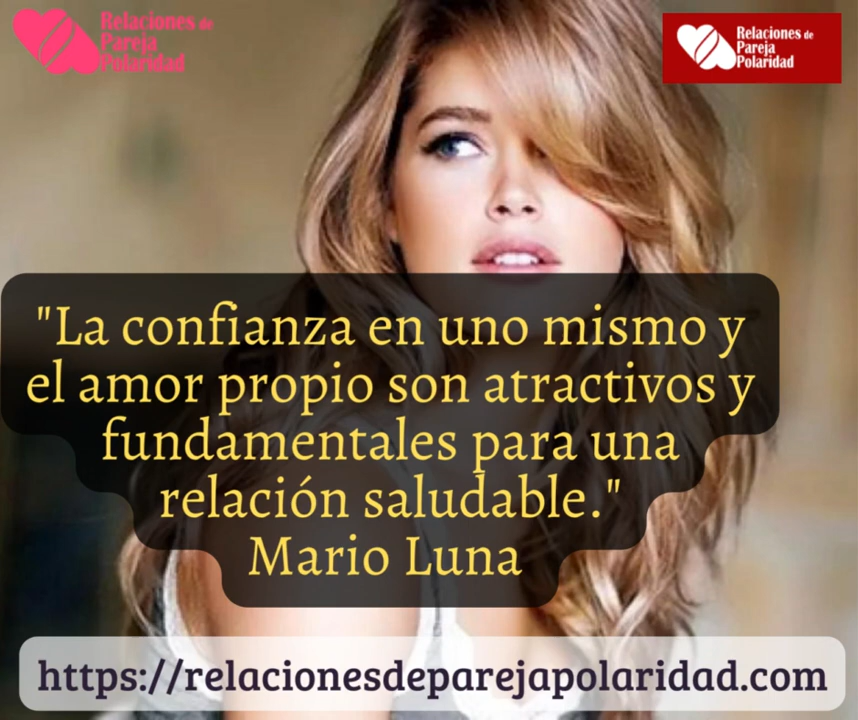 Relaciones de
Pareja
Polaridad
Relaciones de
Pareja
Polaridad
"La confianza en uno mismo y
el amor propio son atractivos y
fundamentales para una
relación saludable."
Mario Luna
https://relacionesdeparejapolaridad.com